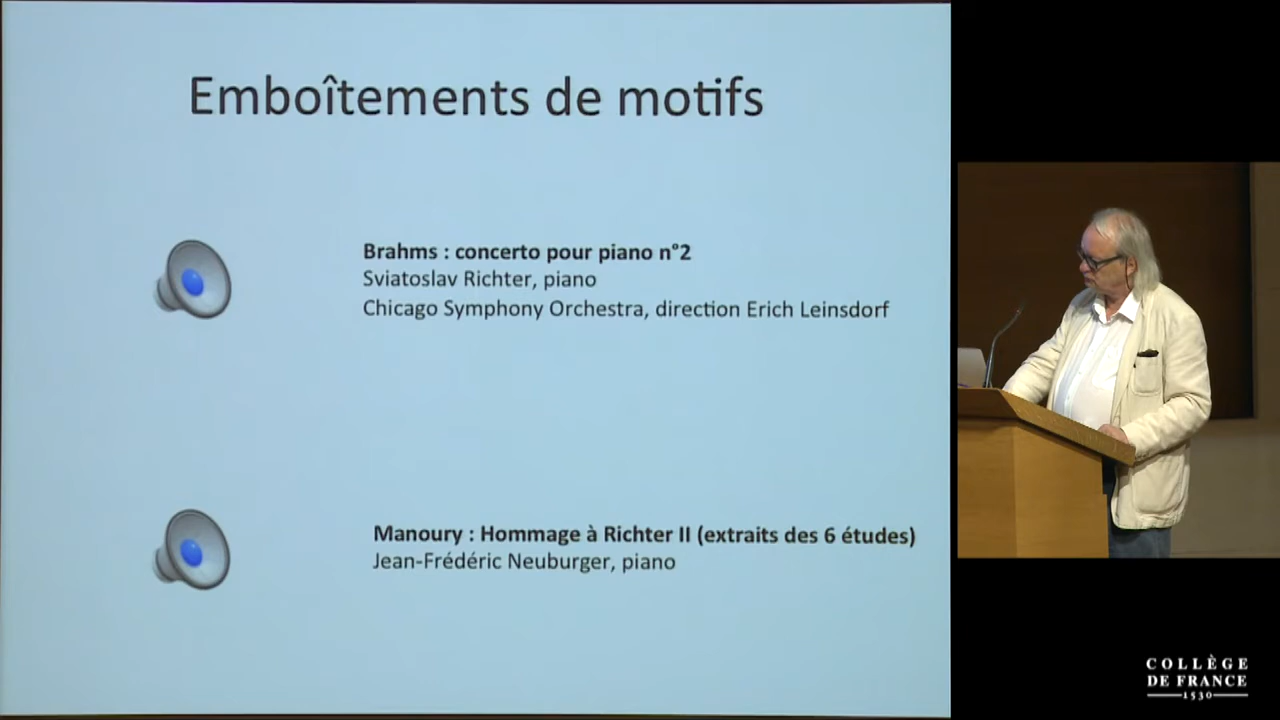 Emboîtements de motifs
Brahms : concerto pour piano n°2
Sviatoslav Richter, piano
Chicago Symphony Orchestra, direction Erich Leinsdorf
Manoury : Hommage à Richter II (extraits des 6 études)
Jean-Frédéric Neuburger, piano
COLLÈGE
DE FRANCE
1530